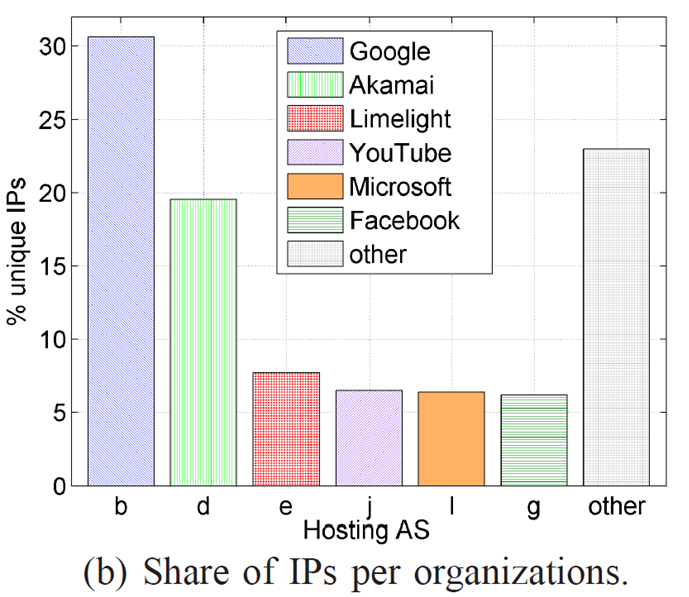 30
25
20
15
10
5
0
% unique IPs
Google
Akamai
Limelight
YouTube
Microsoft
Facebook
other
b d e j l g other
Hosting AS
(b) Share of IPs per organizations.